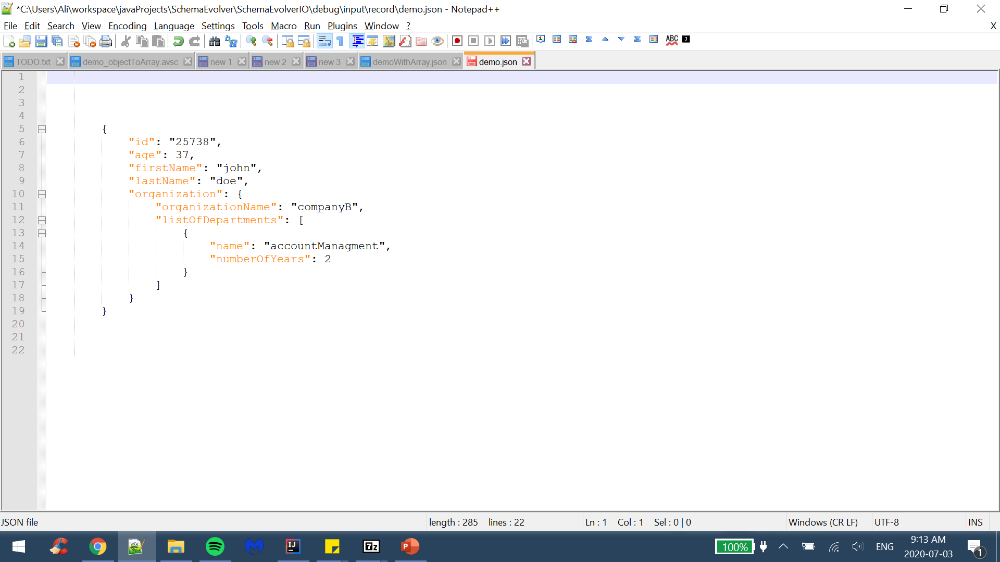 *C:\Users\Ali\workspace\javaProjects\SchemaEvolver\SchemaEvolverIO\debug\input\record\demo.json - Notepad++
File Edit Search View Encoding Language Settings Tools Macro Run Plugins Window ? X
ABC J
TODO.txt demo_objectToArray.avsc new 1 new 2 new 3 demoWithArray.json demo.json
1
2
3
4
5 {
6 "id": "25738",
7 "age": 37,
8 "firstName": "john",
9 "lastName": "doe",
10 "organization": {
11 "organizationName": "companyB",
12 "listOfDepartments": [
13 {
14 "name": "accountManagment",
15 "numberOfYears": 2
16 }
17 ]
18 }
19 }
20
21
22
JSON file length : 285 lines : 22 Ln : 1 Col : 1 Sel : 0 | 0 Windows (CR LF) UTF-8 INS
IJ 7z P 100% ENG 9:13 AM 1
2020-07-03